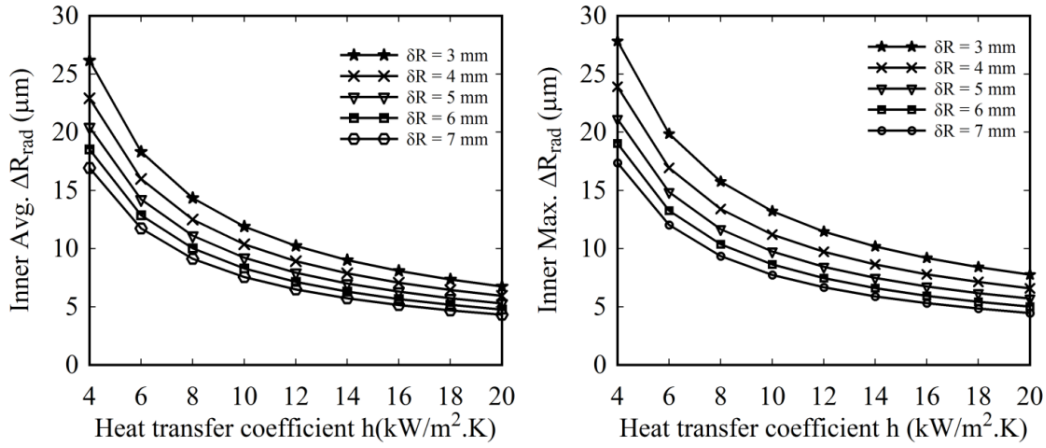 Inner Avg. ΔR_rad (μm)
30
25
20
15
10
5
0
δR = 3 mm
δR = 4 mm
δR = 5 mm
δR = 6 mm
δR = 7 mm
4 6 8 10 12 14 16 18 20
Heat transfer coefficient h(kW/m².K)
Inner Max. ΔR_rad (μm)
30
25
20
15
10
5
0
δR = 3 mm
δR = 4 mm
δR = 5 mm
δR = 6 mm
δR = 7 mm
4 6 8 10 12 14 16 18 20
Heat transfer coefficient h (kW/m².K)